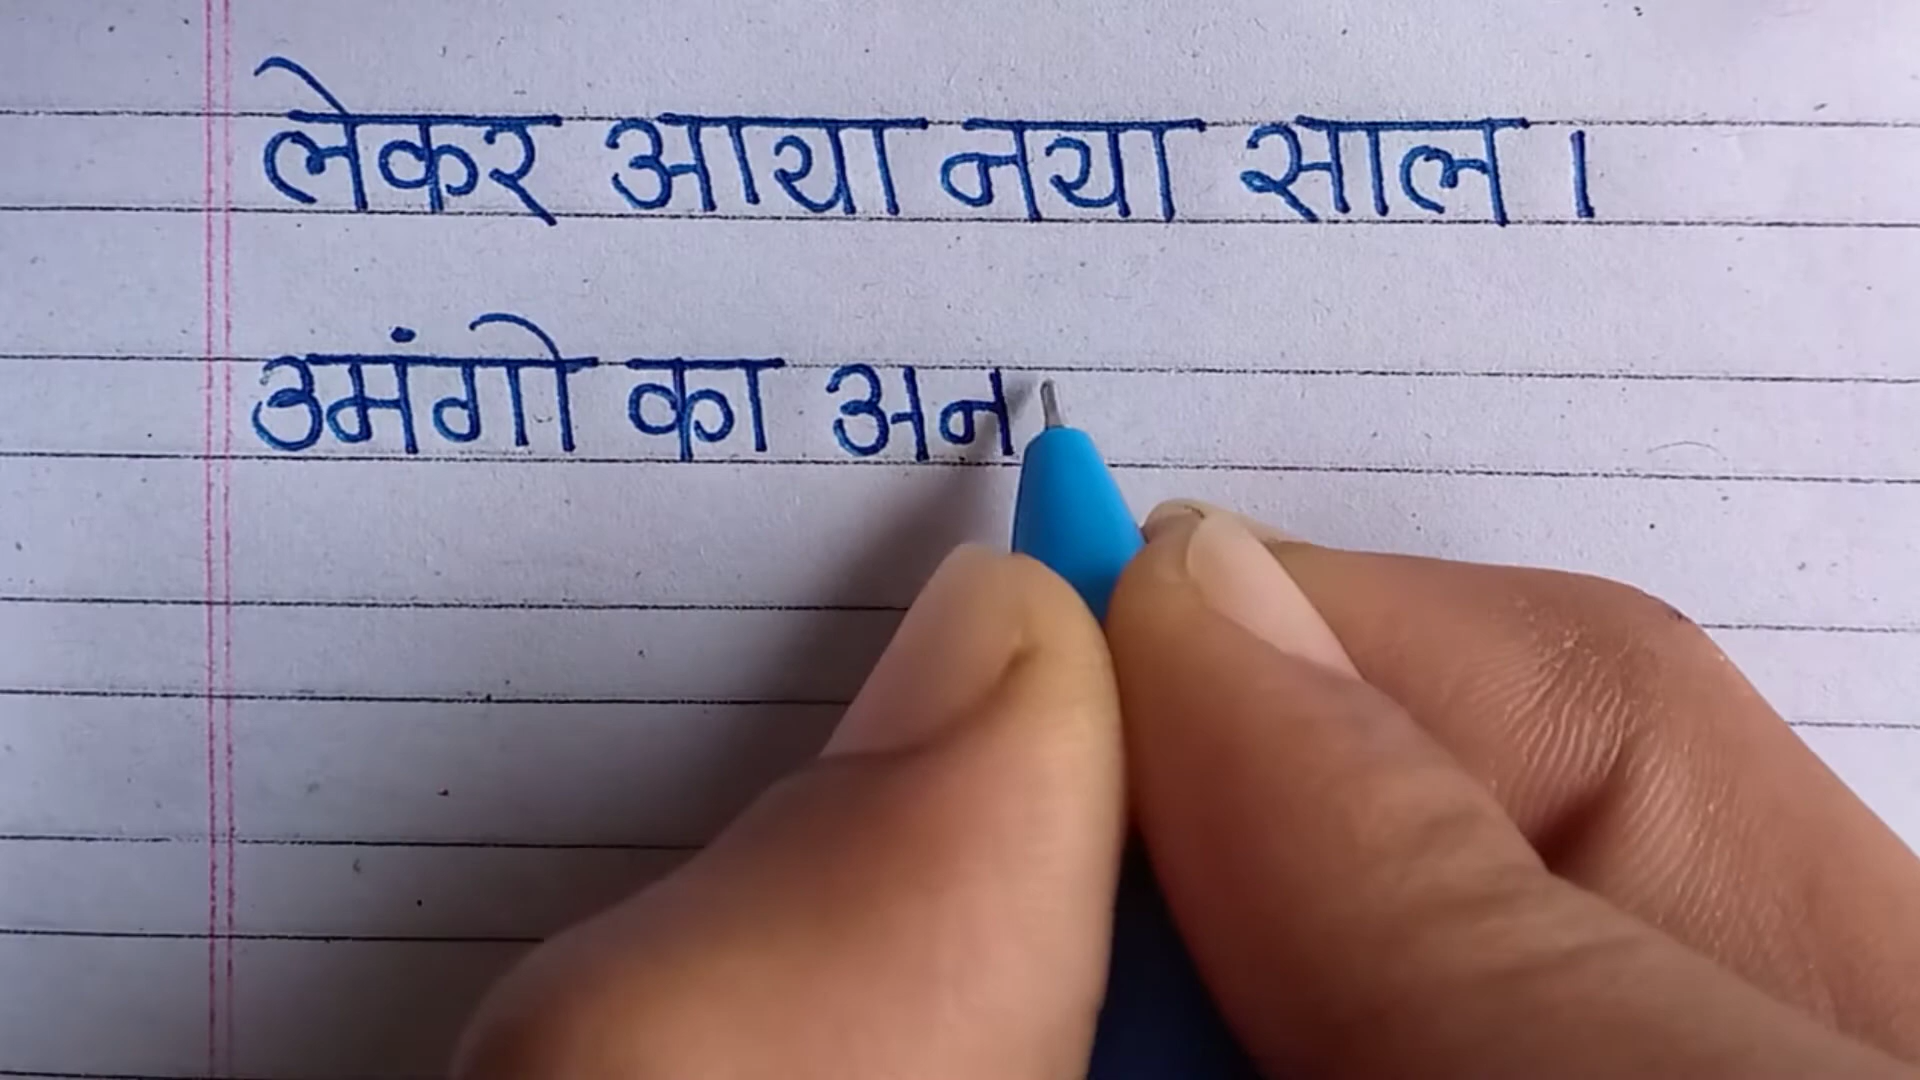 लेकर आया नया साल ।
उमंगो का अन